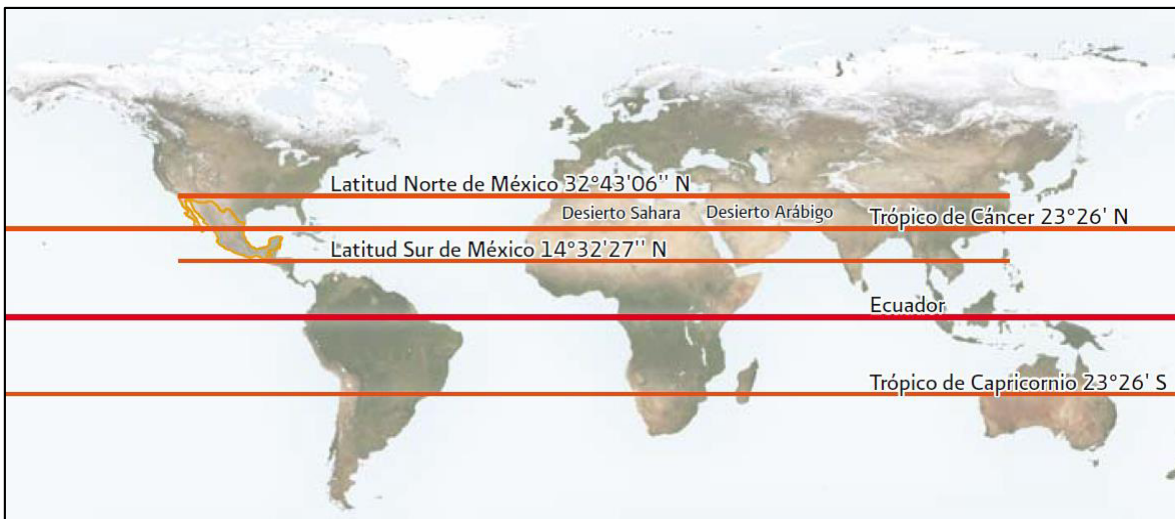 Latitud Norte de México 32°43'06'' N
Desierto Sahara
Desierto Arábigo
Trópico de Cáncer 23°26' N
Latitud Sur de México 14°32'27'' N
Ecuador
Trópico de Capricornio 23°26' S